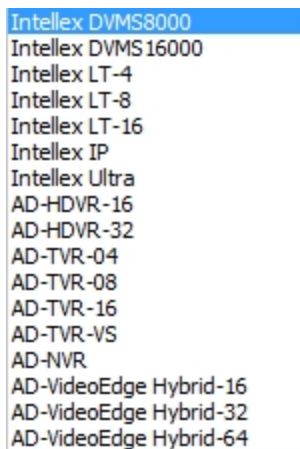 Intellex DVMS8000
Intellex DVMS16000
Intellex LT-4
Intellex LT-8
Intellex LT-16
Intellex IP
Intellex Ultra
AD-HDVR-16
AD-HDVR-32
AD-TVR-04
AD-TVR-08
AD-TVR-16
AD-TVR-VS
AD-NVR
AD-VideoEdge Hybrid-16
AD-VideoEdge Hybrid-32
AD-VideoEdge Hybrid-64